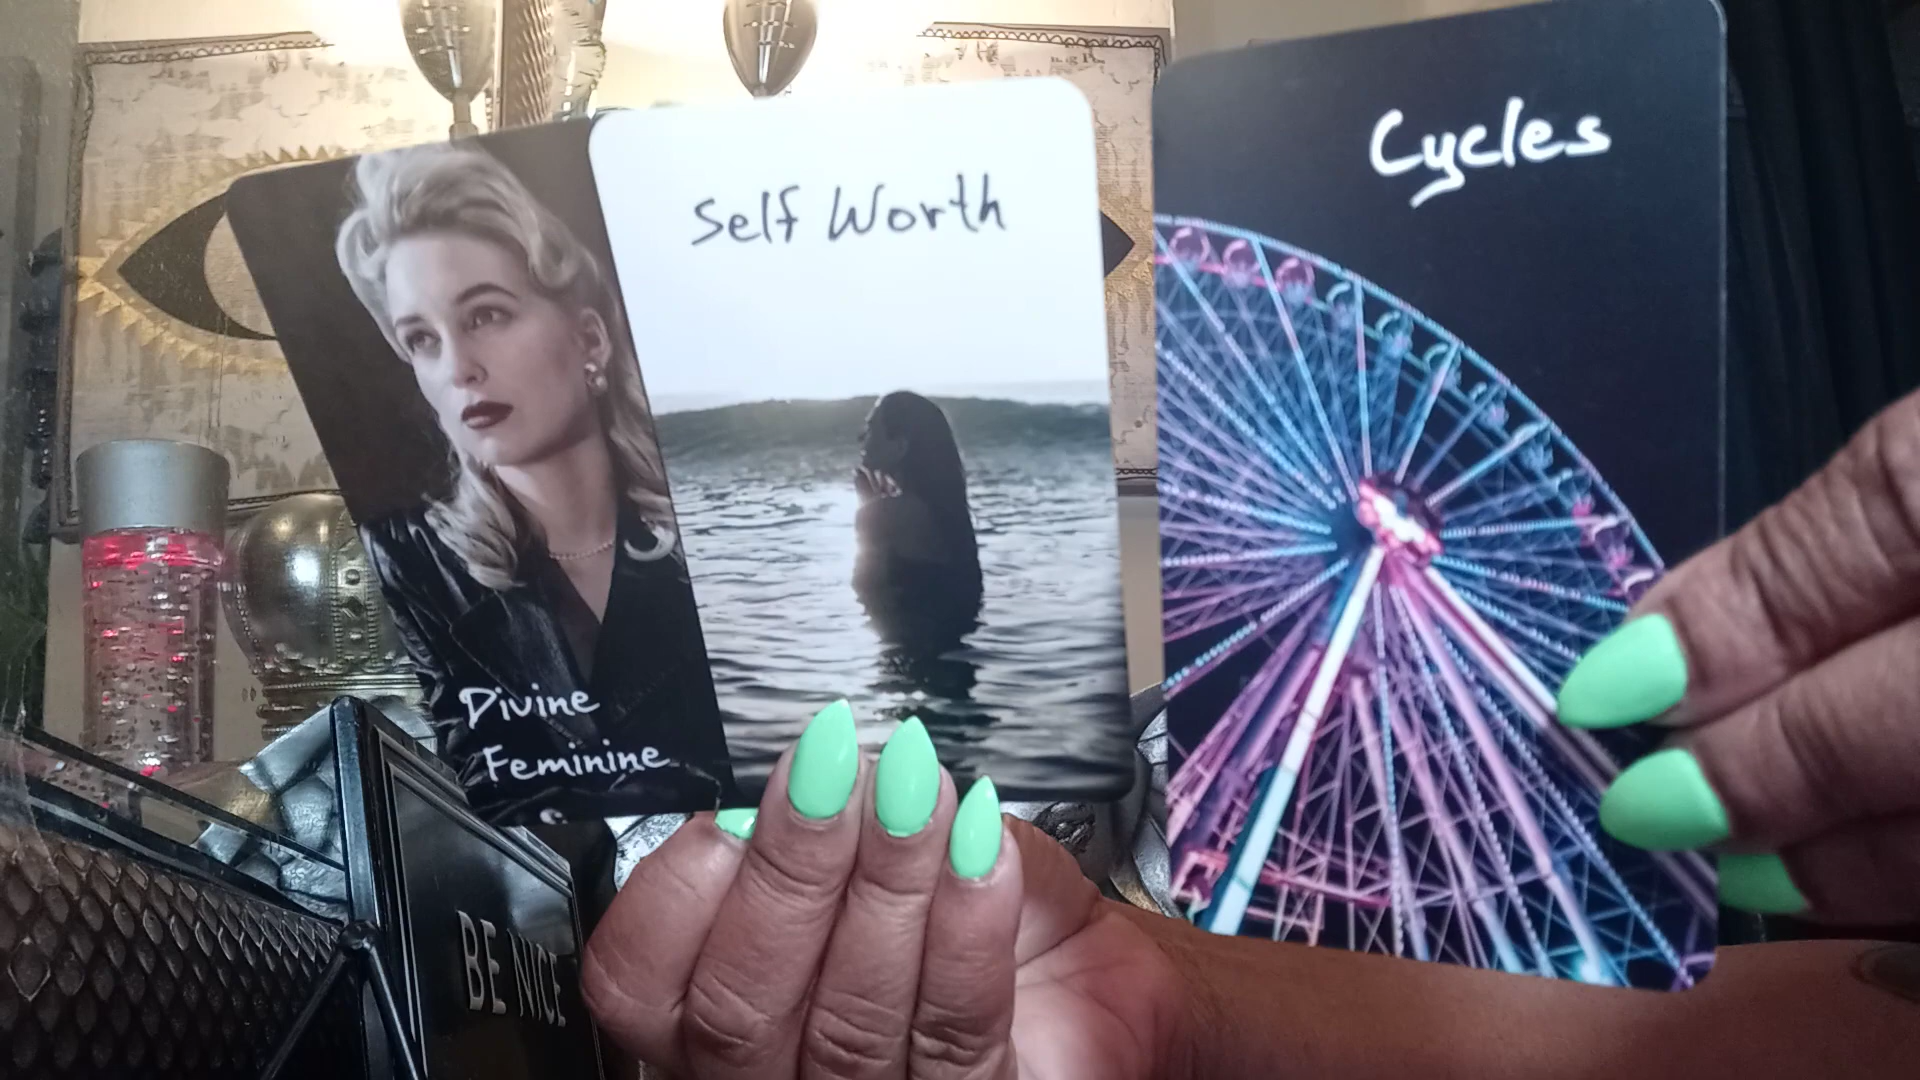 Self Worth
Cycles
Divine
Feminine
BE NICE